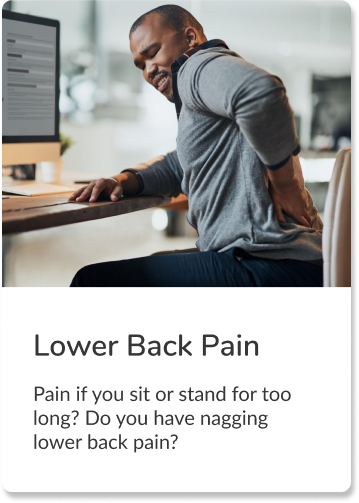 Lower Back Pain
Pain if you sit or stand for too
long? Do you have nagging
lower back pain?